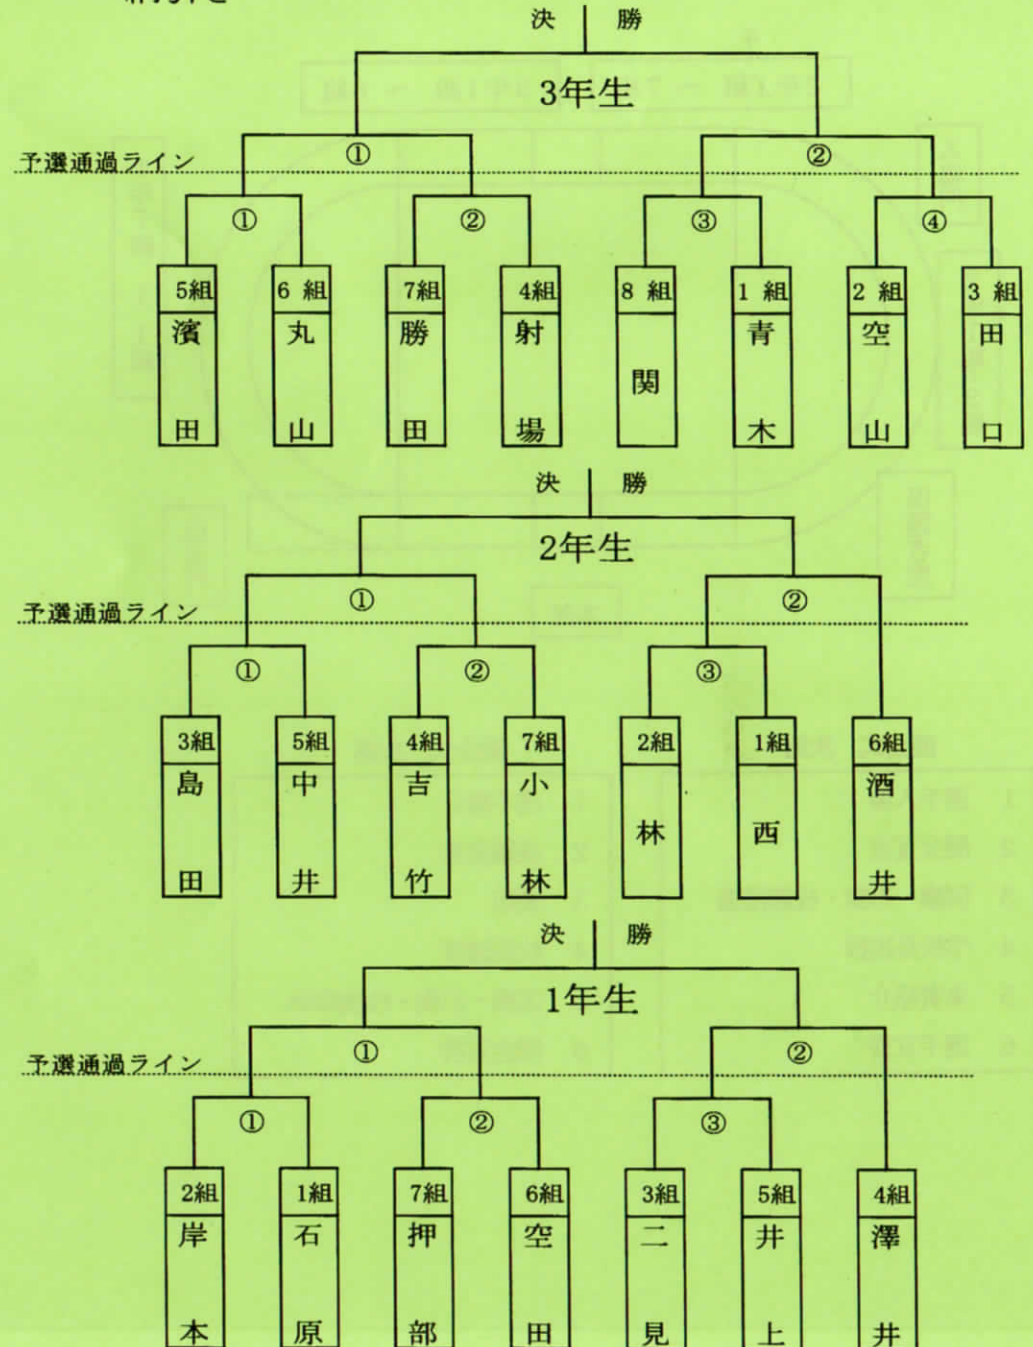 決 勝
3年生
① ②
予選通過ライン
① ② ③ ④
5組 6組 7組 4組 8組 1組 2組 3組
濱田 丸山 勝田 射場 関 青木 空山 田口
決 勝
2年生
① ②
予選通過ライン
① ② ③
3組 5組 4組 7組 2組 1組 6組
島田 中井 吉竹 小林 林 西 酒井
決 勝
1年生
① ②
予選通過ライン
① ② ③
2組 1組 7組 6組 3組 5組 4組
岸本 石原 押部 空田 二見 井上 澤井